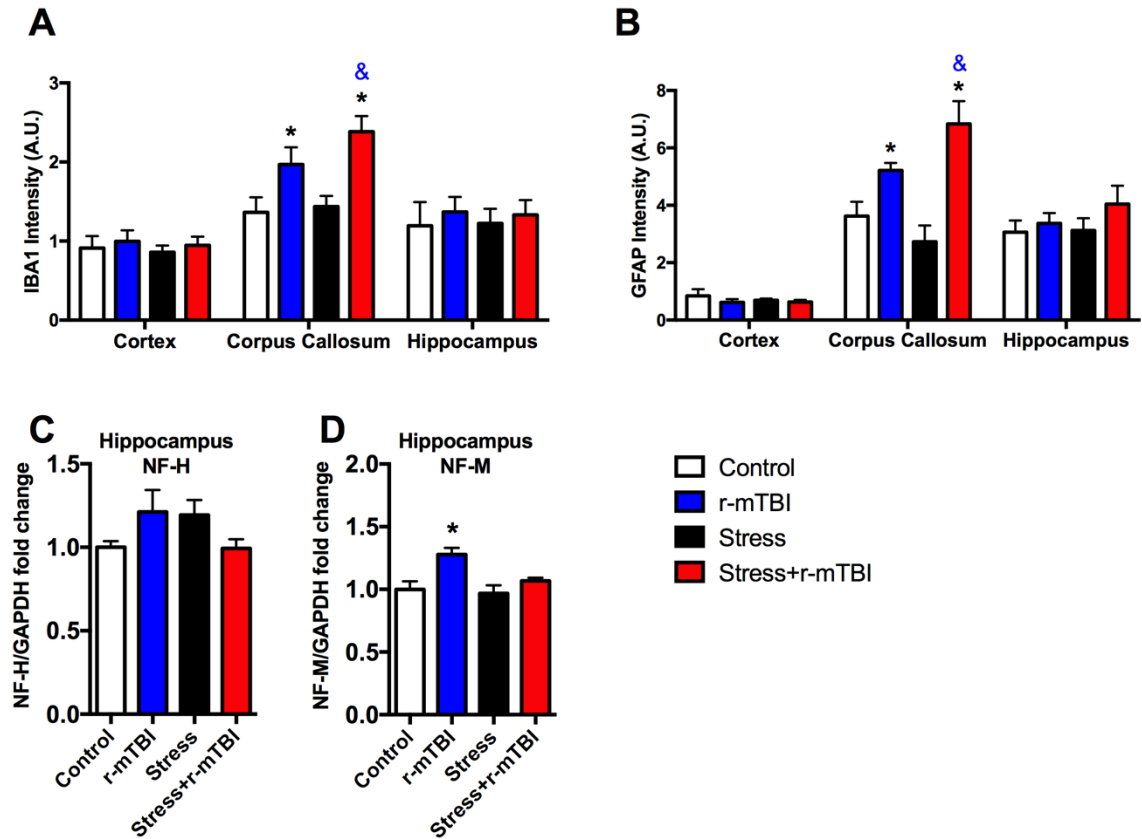 A
IBA1 Intensity (A.U.)
3
2
1
0
*
&
*
Cortex
Corpus Callosum
Hippocampus
B
GFAP Intensity (A.U.)
8
6
4
2
0
*
&
*
Cortex
Corpus Callosum
Hippocampus
C
Hippocampus
NF-H
NF-H/GAPDH fold change
1.5
1.0
0.5
0.0
Control
r-mTBI
Stress
Stress+r-mTBI
D
Hippocampus
NF-M
NF-M/GAPDH fold change
2.0
1.5
1.0
0.5
0.0
*
Control
r-mTBI
Stress
Stress+r-mTBI
Control
r-mTBI
Stress
Stress+r-mTBI